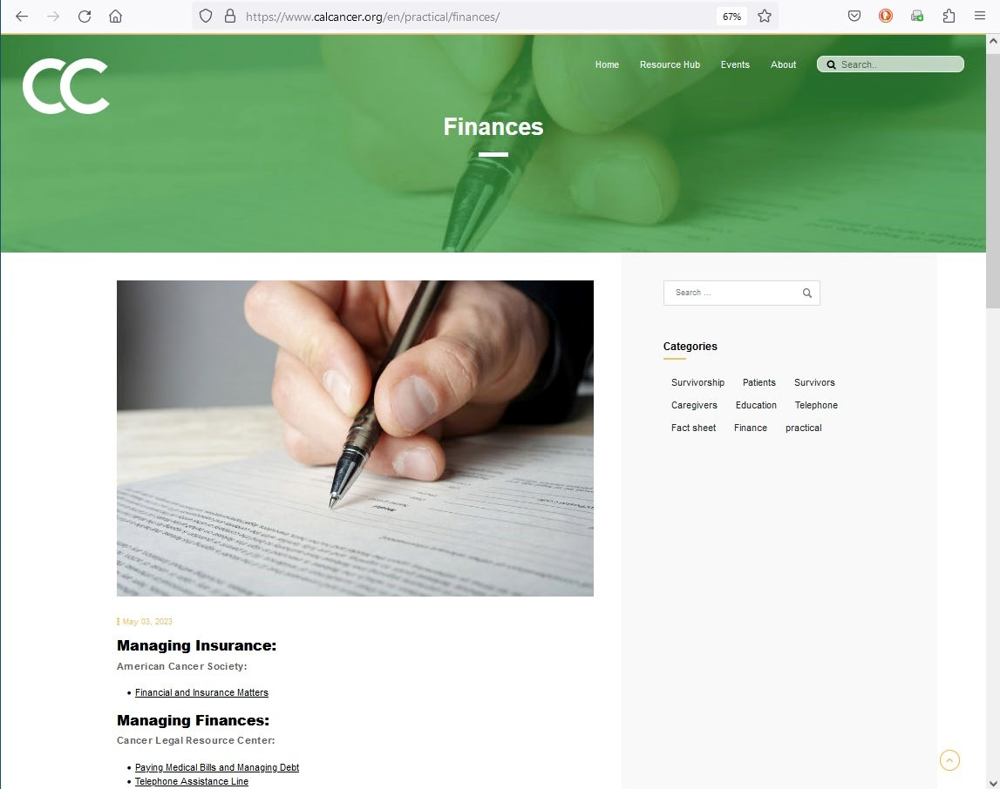 https://www.calcancer.org/en/practical/finances/
67%
CC
Home Resource Hub Events About Search..
Finances
Search ...
Categories
Survivorship Patients Survivors
Caregivers Education Telephone
Fact sheet Finance practical
May 03, 2023
Managing Insurance:
American Cancer Society:
• Financial and Insurance Matters
Managing Finances:
Cancer Legal Resource Center:
• Paying Medical Bills and Managing Debt
• Telephone Assistance Line